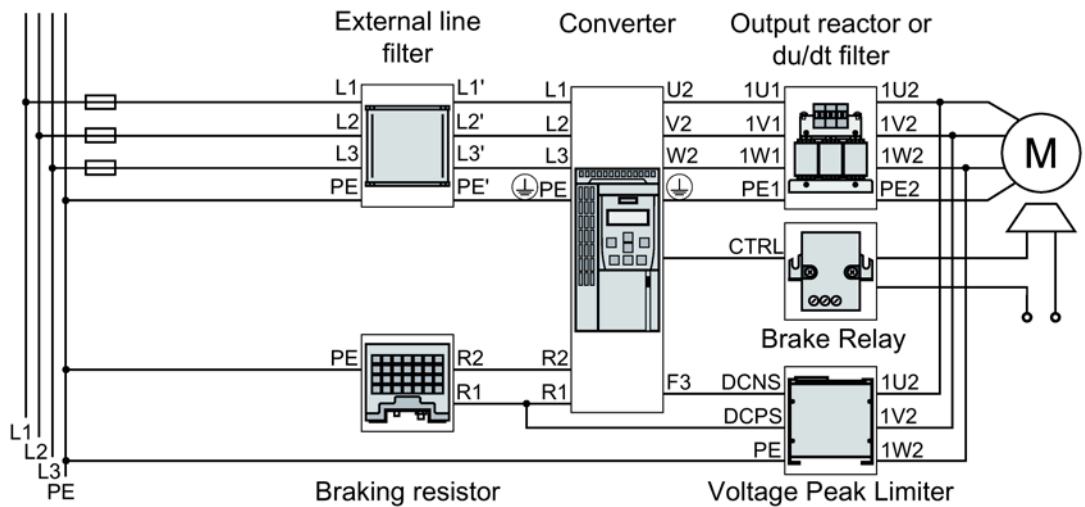 External line
filter
Converter
Output reactor or
du/dt filter
L1 L1' L1 U2 1U1 1U2
L2 L2' L2 V2 1V1 1V2
L3 L3' L3 W2 1W1 1W2
PE PE' PE PE1 PE2
M
CTRL
Brake Relay
PE R2 R2
R1 R1 F3 DCNS 1U2
DCPS 1V2
PE 1W2
L1
L2
L3
PE
Braking resistor
Voltage Peak Limiter